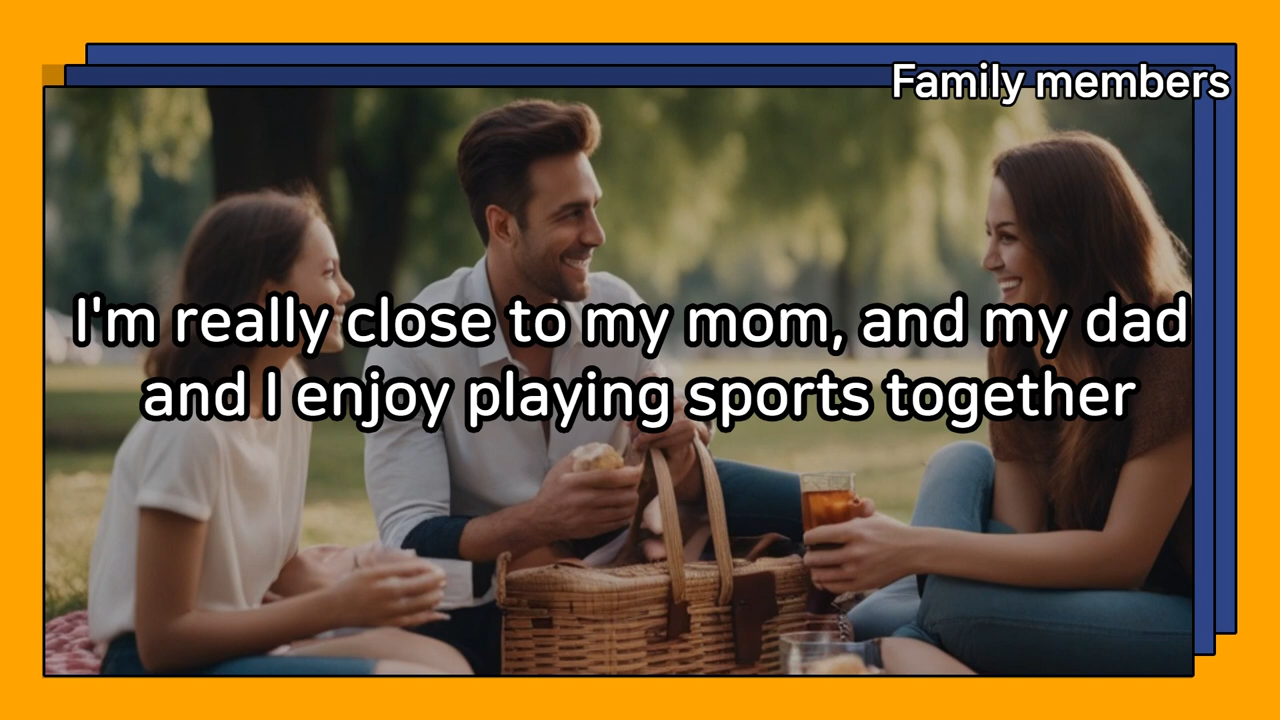 Family members
I'm really close to my mom, and my dad
and I enjoy playing sports together